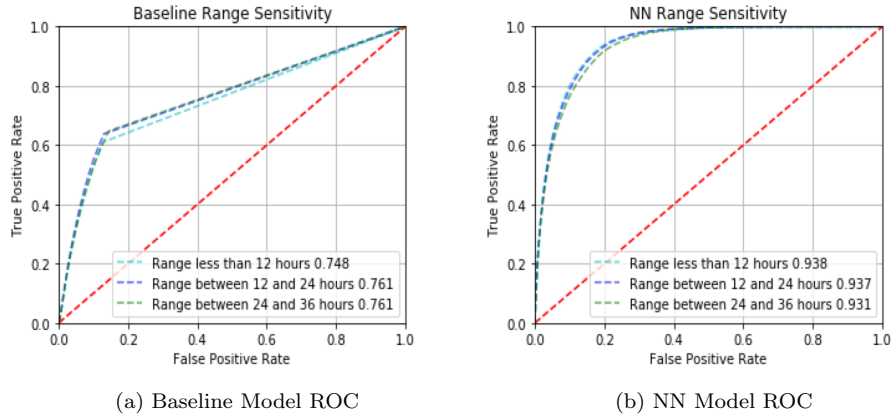 Baseline Range Sensitivity
1.0
0.8
0.6
0.4
0.2
0.0
True Positive Rate
Range less than 12 hours 0.748
Range between 12 and 24 hours 0.761
Range between 24 and 36 hours 0.761
0.0 0.2 0.4 0.6 0.8 1.0
False Positive Rate
(a) Baseline Model ROC
NN Range Sensitivity
1.0
0.8
0.6
0.4
0.2
0.0
True Positive Rate
Range less than 12 hours 0.938
Range between 12 and 24 hours 0.937
Range between 24 and 36 hours 0.931
0.0 0.2 0.4 0.6 0.8 1.0
False Positive Rate
(b) NN Model ROC